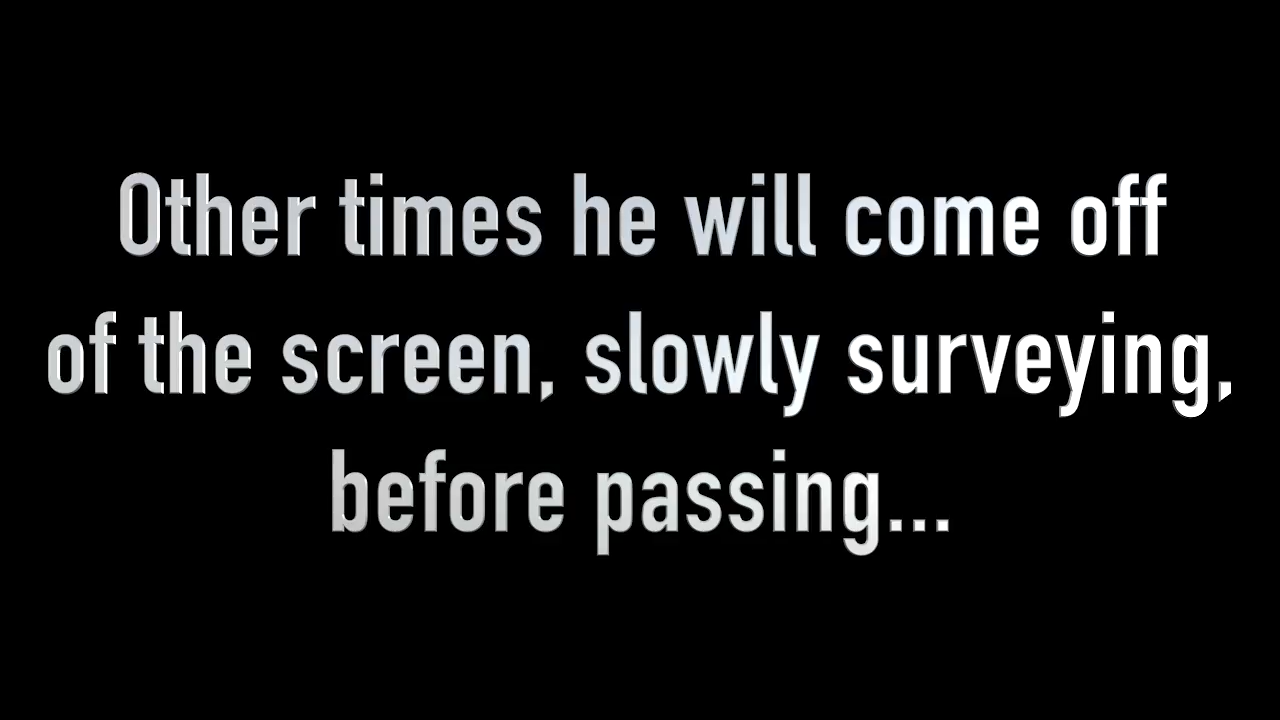 Other times he will come off
of the screen, slowly surveying,
before passing...